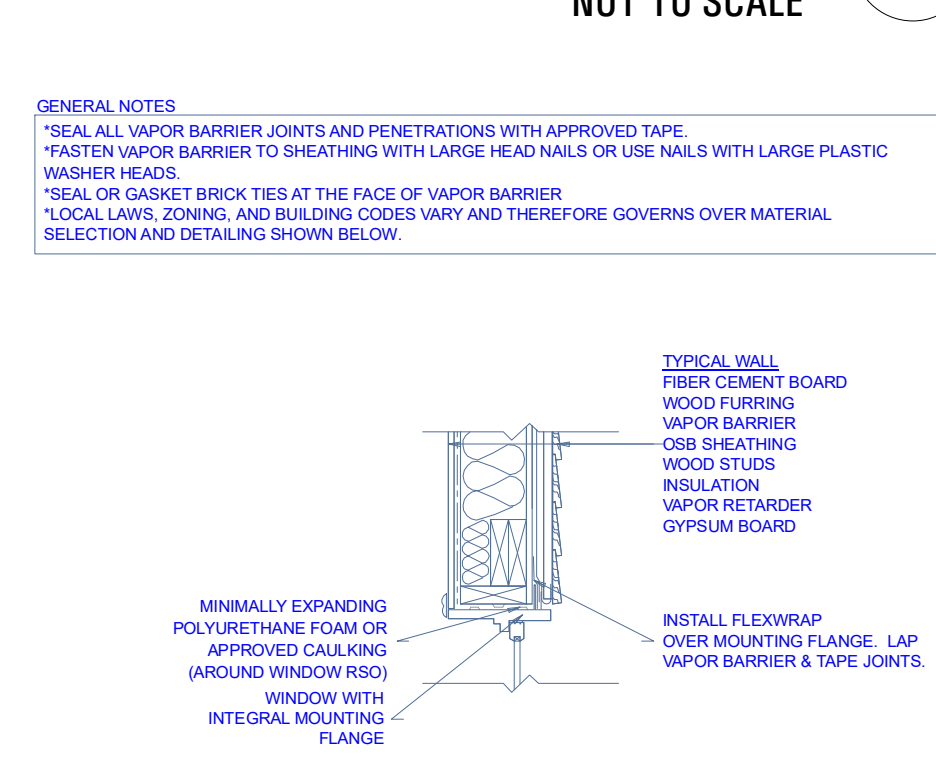 NOT TO SCALE
GENERAL NOTES
*SEAL ALL VAPOR BARRIER JOINTS AND PENETRATIONS WITH APPROVED TAPE.
*FASTEN VAPOR BARRIER TO SHEATHING WITH LARGE HEAD NAILS OR USE NAILS WITH LARGE PLASTIC
WASHER HEADS.
*SEAL OR GASKET BRICK TIES AT THE FACE OF VAPOR BARRIER
*LOCAL LAWS, ZONING, AND BUILDING CODES VARY AND THEREFORE GOVERNS OVER MATERIAL
SELECTION AND DETAILING SHOWN BELOW.
TYPICAL WALL
FIBER CEMENT BOARD
WOOD FURRING
VAPOR BARRIER
OSB SHEATHING
WOOD STUDS
INSULATION
VAPOR RETARDER
GYPSUM BOARD
MINIMALLY EXPANDING
POLYURETHANE FOAM OR
APPROVED CAULKING
(AROUND WINDOW RSO)
WINDOW WITH
INTEGRAL MOUNTING
FLANGE
INSTALL FLEXWRAP
OVER MOUNTING FLANGE.  LAP
VAPOR BARRIER & TAPE JOINTS.